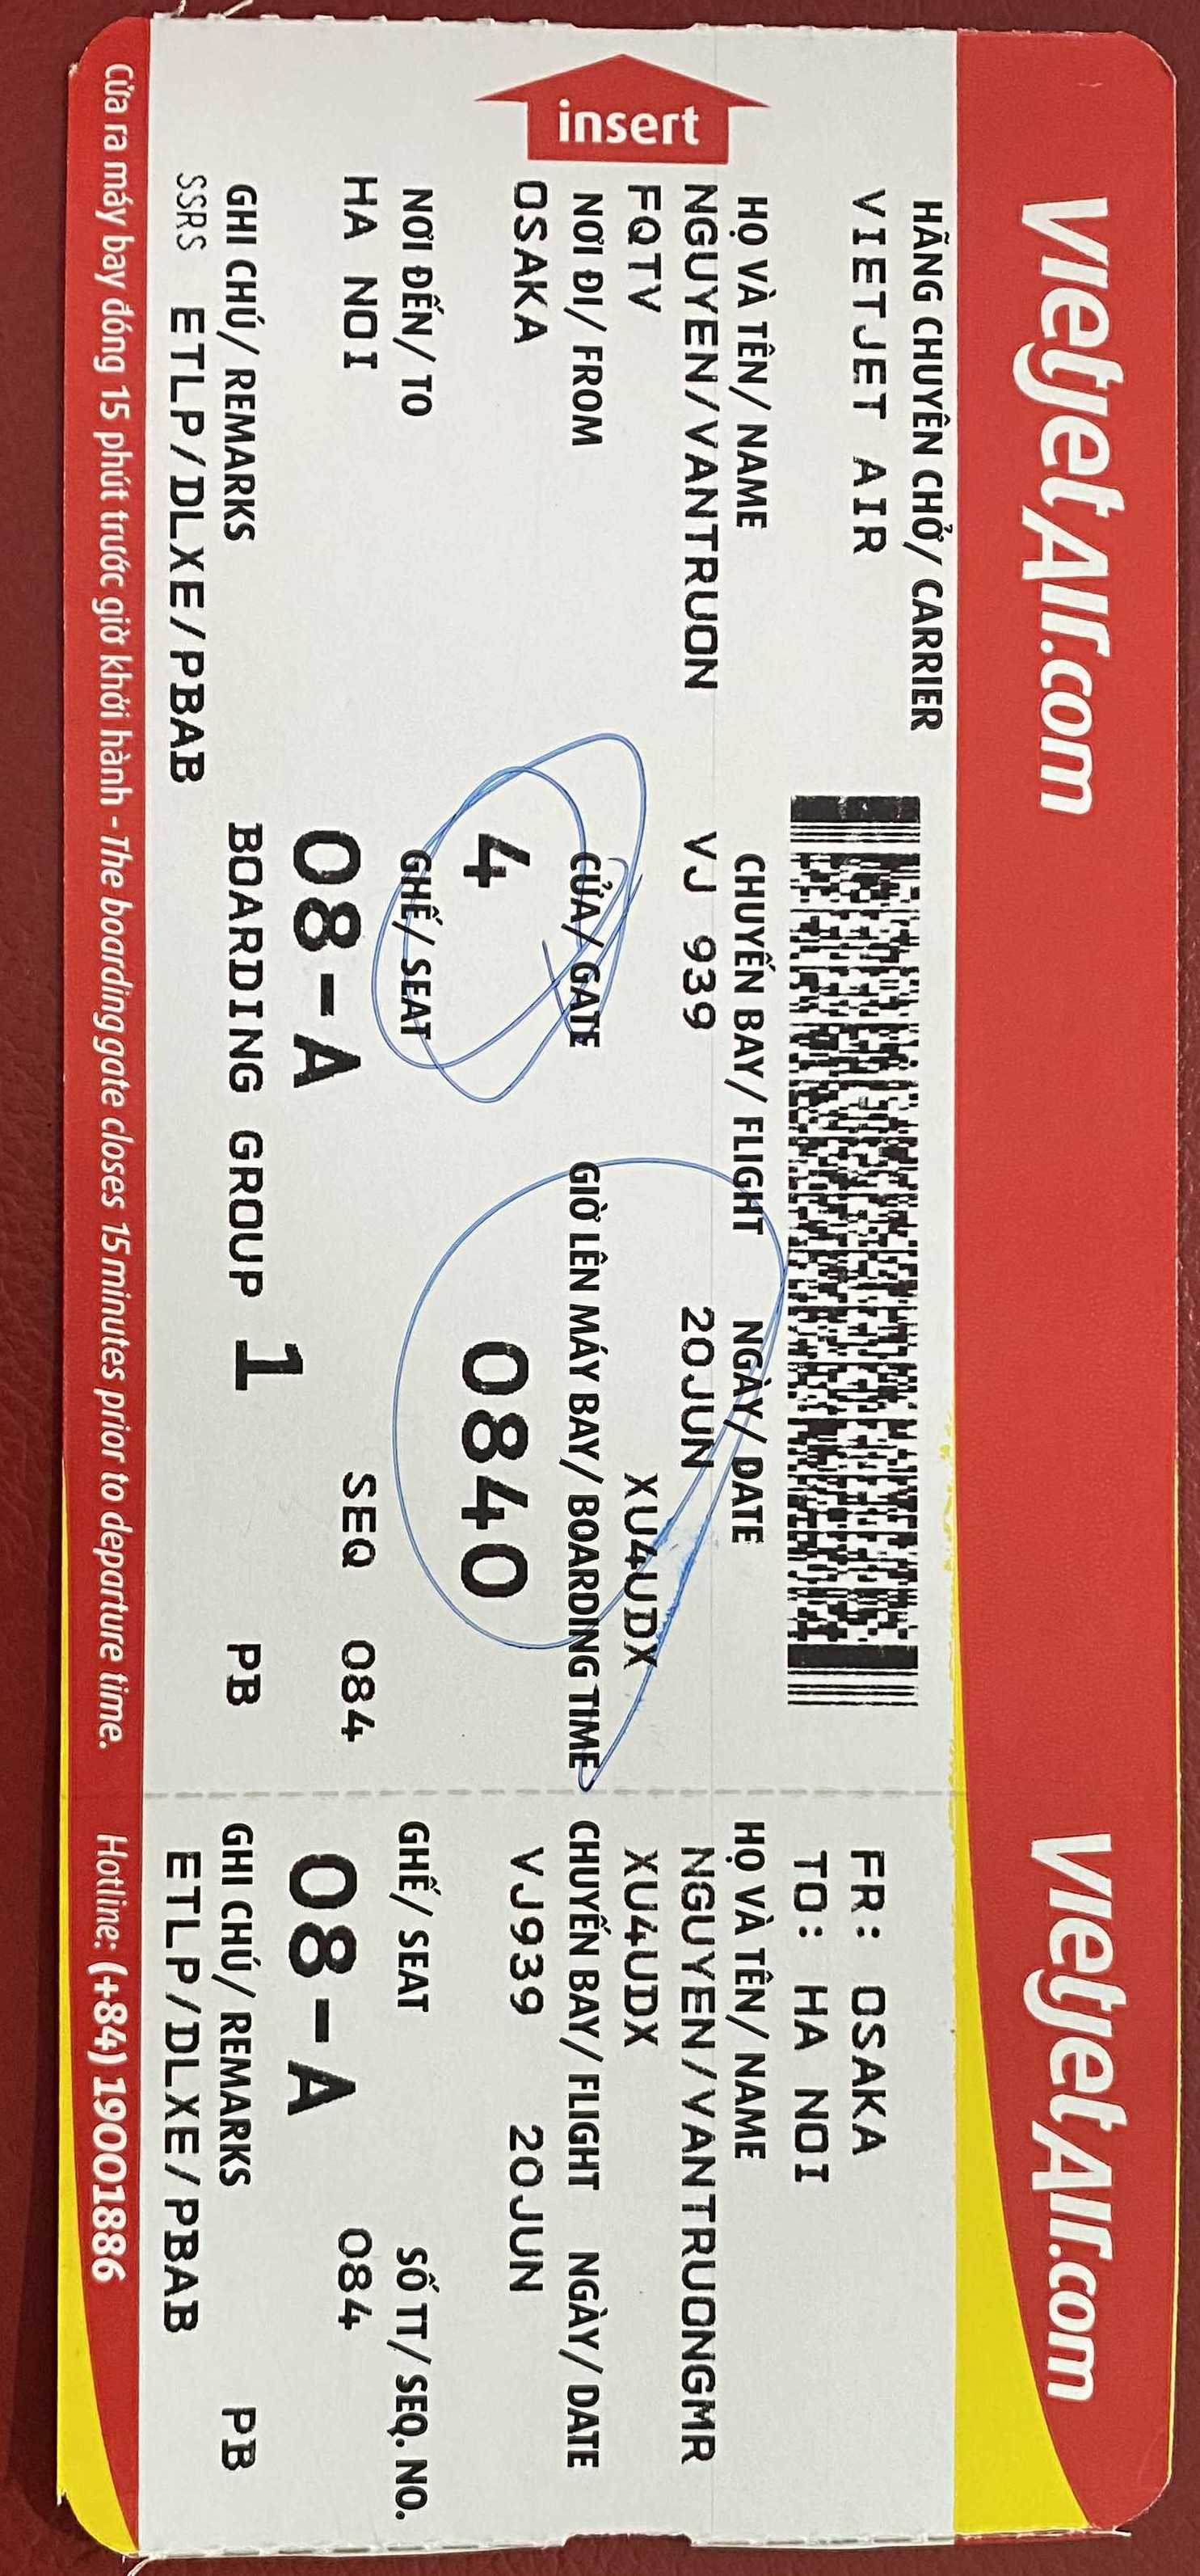 VietjetAir.com
VietjetAir.com
insert
HÃNG CHUYÊN CHỞ/ CARRIER
VIETJET AIR
HỌ VÀ TÊN/ NAME
NGUYEN/VANTRUON
FQTV
NƠI ĐI/ FROM
OSAKA
NƠI ĐẾN/ TO
HA NOI
GHI CHÚ/ REMARKS
SSRS ETLP/DLXE/PBAB
CHUYẾN BAY/ FLIGHT NGÀY/ DATE
VJ 939 20JUN
XU4UDX
CỬA/ GATE GIỜ LÊN MÁY BAY/ BOARDING TIME
4 0840
GHẾ/ SEAT
SEQ 084
08-A
BOARDING GROUP 1 PB
FR: OSAKA
TO: HA NOI
HỌ VÀ TÊN/ NAME
NGUYEN/VANTRUONGMR
XU4UDX
CHUYẾN BAY/ FLIGHT NGÀY/ DATE
VJ939 20JUN
GHẾ/ SEAT SỐ TT/ SEQ. NO.
084
08-A
GHI CHÚ/ REMARKS PB
ETLP/DLXE/PBAB
Cửa ra máy bay đóng 15 phút trước giờ khởi hành - The boarding gate closes 15 minutes prior to departure time. Hotline: (+84) 19001886